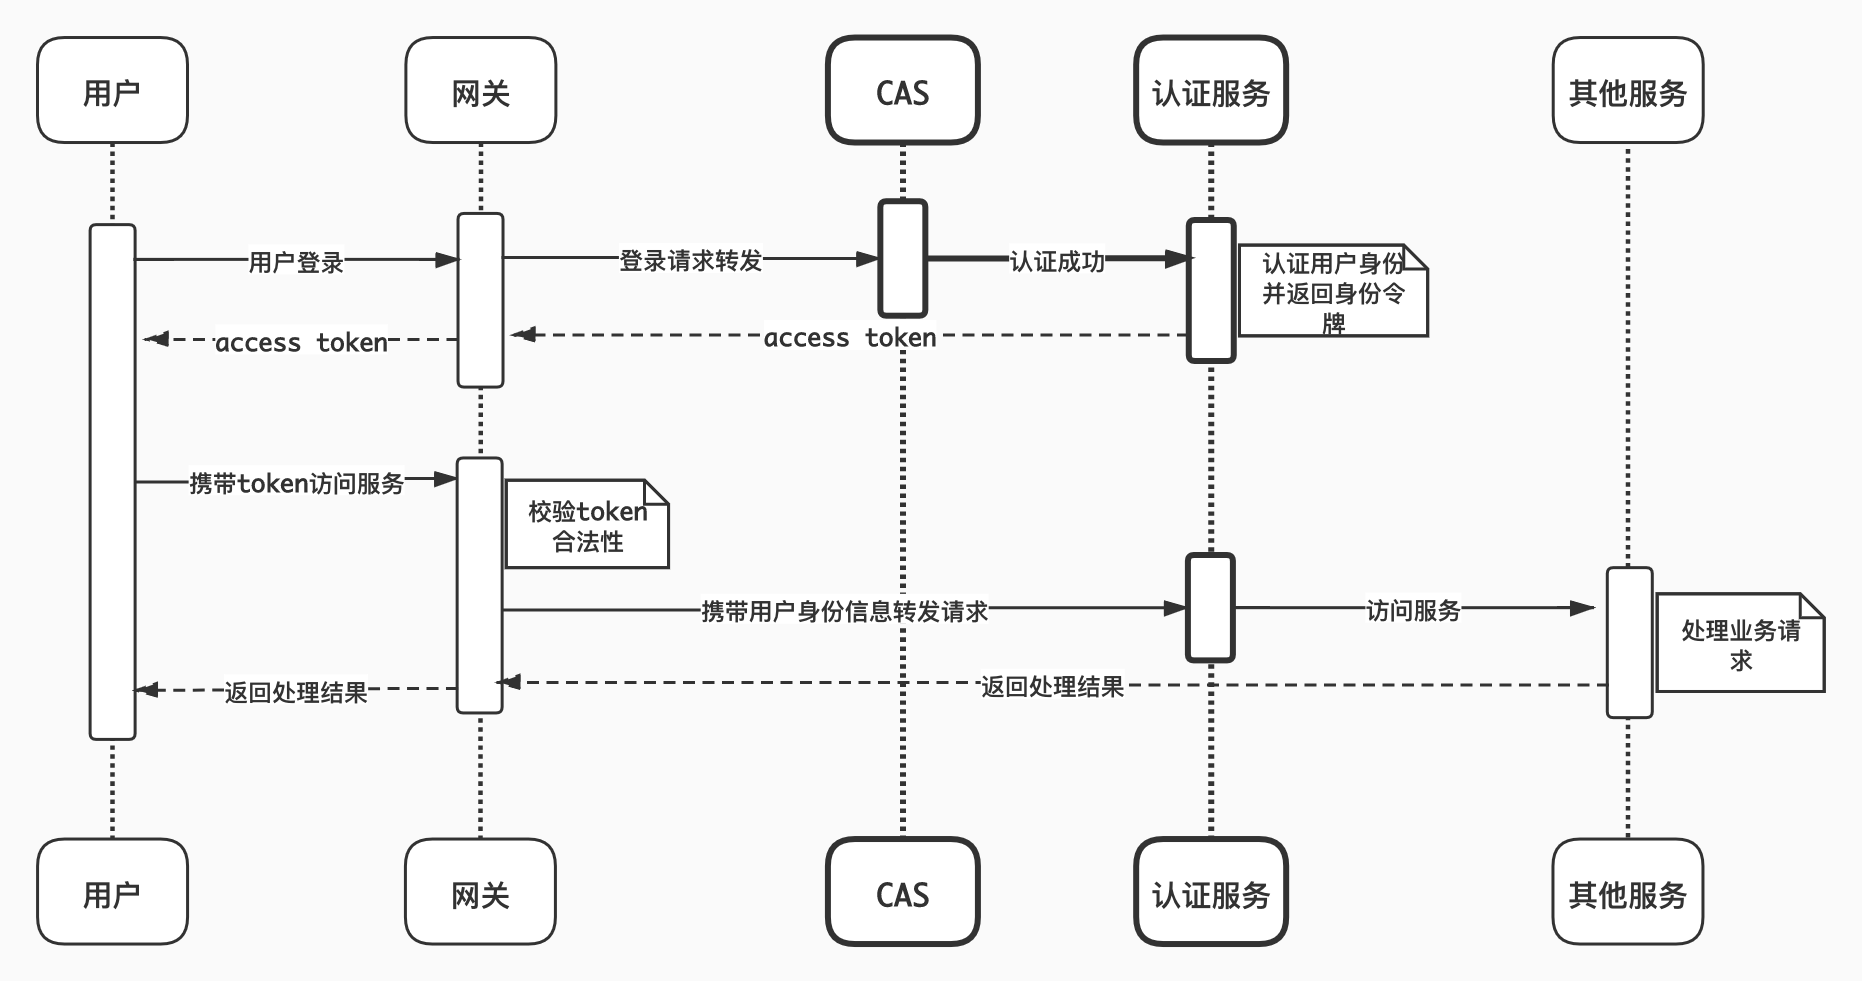 用户
网关
CAS
认证服务
其他服务
用户登录
登录请求转发
认证成功
认证用户身份
并返回身份令
牌
access token
access token
携带token访问服务
校验token
合法性
携带用户身份信息转发请求
访问服务
处理业务请
求
返回处理结果
返回处理结果
用户
网关
CAS
认证服务
其他服务